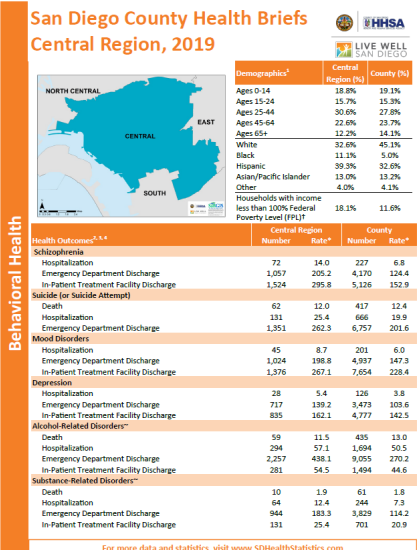 San Diego County Health Briefs
Central Region, 2019
HHSA
LIVE WELL
SAN DIEGO
NORTH CENTRAL
EAST
CENTRAL
SOUTH
Demographics¹ Central Region (%) County (%)
Ages 0-14 18.8% 19.1%
Ages 15-24 15.7% 15.3%
Ages 25-44 30.6% 27.8%
Ages 45-64 22.6% 23.7%
Ages 65+ 12.2% 14.1%
White 32.6% 45.1%
Black 11.1% 5.0%
Hispanic 39.3% 32.6%
Asian/Pacific Islander 13.0% 13.2%
Other 4.0% 4.1%
Households with income
less than 100% Federal 18.1% 11.6%
Poverty Level (FPL)†
Behavioral Health
Central Region County
Health Outcomes²,³,⁴ Number Rate* Number Rate*
Schizophrenia
Hospitalization 72 14.0 227 6.8
Emergency Department Discharge 1,057 205.2 4,170 124.4
In-Patient Treatment Facility Discharge 1,524 295.8 5,126 152.9
Suicide (or Suicide Attempt)
Death 62 12.0 417 12.4
Hospitalization 131 25.4 666 19.9
Emergency Department Discharge 1,351 262.3 6,757 201.6
Mood Disorders
Hospitalization 45 8.7 201 6.0
Emergency Department Discharge 1,024 198.8 4,937 147.3
In-Patient Treatment Facility Discharge 1,376 267.1 7,654 228.4
Depression
Hospitalization 28 5.4 126 3.8
Emergency Department Discharge 717 139.2 3,473 103.6
In-Patient Treatment Facility Discharge 835 162.1 4,777 142.5
Alcohol-Related Disorders~
Death 59 11.5 435 13.0
Hospitalization 294 57.1 1,694 50.5
Emergency Department Discharge 2,257 438.1 9,055 270.2
In-Patient Treatment Facility Discharge 281 54.5 1,494 44.6
Substance-Related Disorders~
Death 10 1.9 61 1.8
Hospitalization 64 12.4 244 7.3
Emergency Department Discharge 944 183.3 3,829 114.2
In-Patient Treatment Facility Discharge 131 25.4 701 20.9
For more data and statistics, visit www.SDHealthStatistics.com